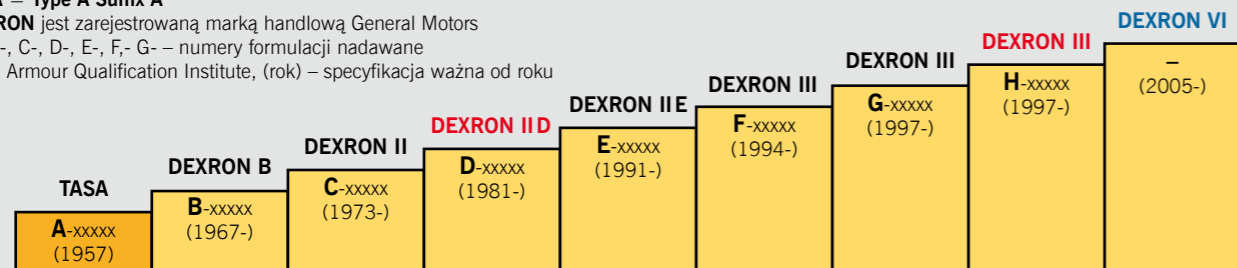 – Type A Suffix A
RON jest zarejestrowaną marką handlową General Motors
-, C-, D-, E-, F,- G- – numery formulacji nadawane
Armour Qualification Institute, (rok) – specyfikacja ważna od roku
TASA
A-xxxxx
(1957)
DEXRON B
B-xxxxx
(1967-)
DEXRON II
C-xxxxx
(1973-)
DEXRON II D
D-xxxxx
(1981-)
DEXRON II E
E-xxxxx
(1991-)
DEXRON III
F-xxxxx
(1994-)
DEXRON III
G-xxxxx
(1997-)
DEXRON III
H-xxxxx
(1997-)
DEXRON VI
–
(2005-)